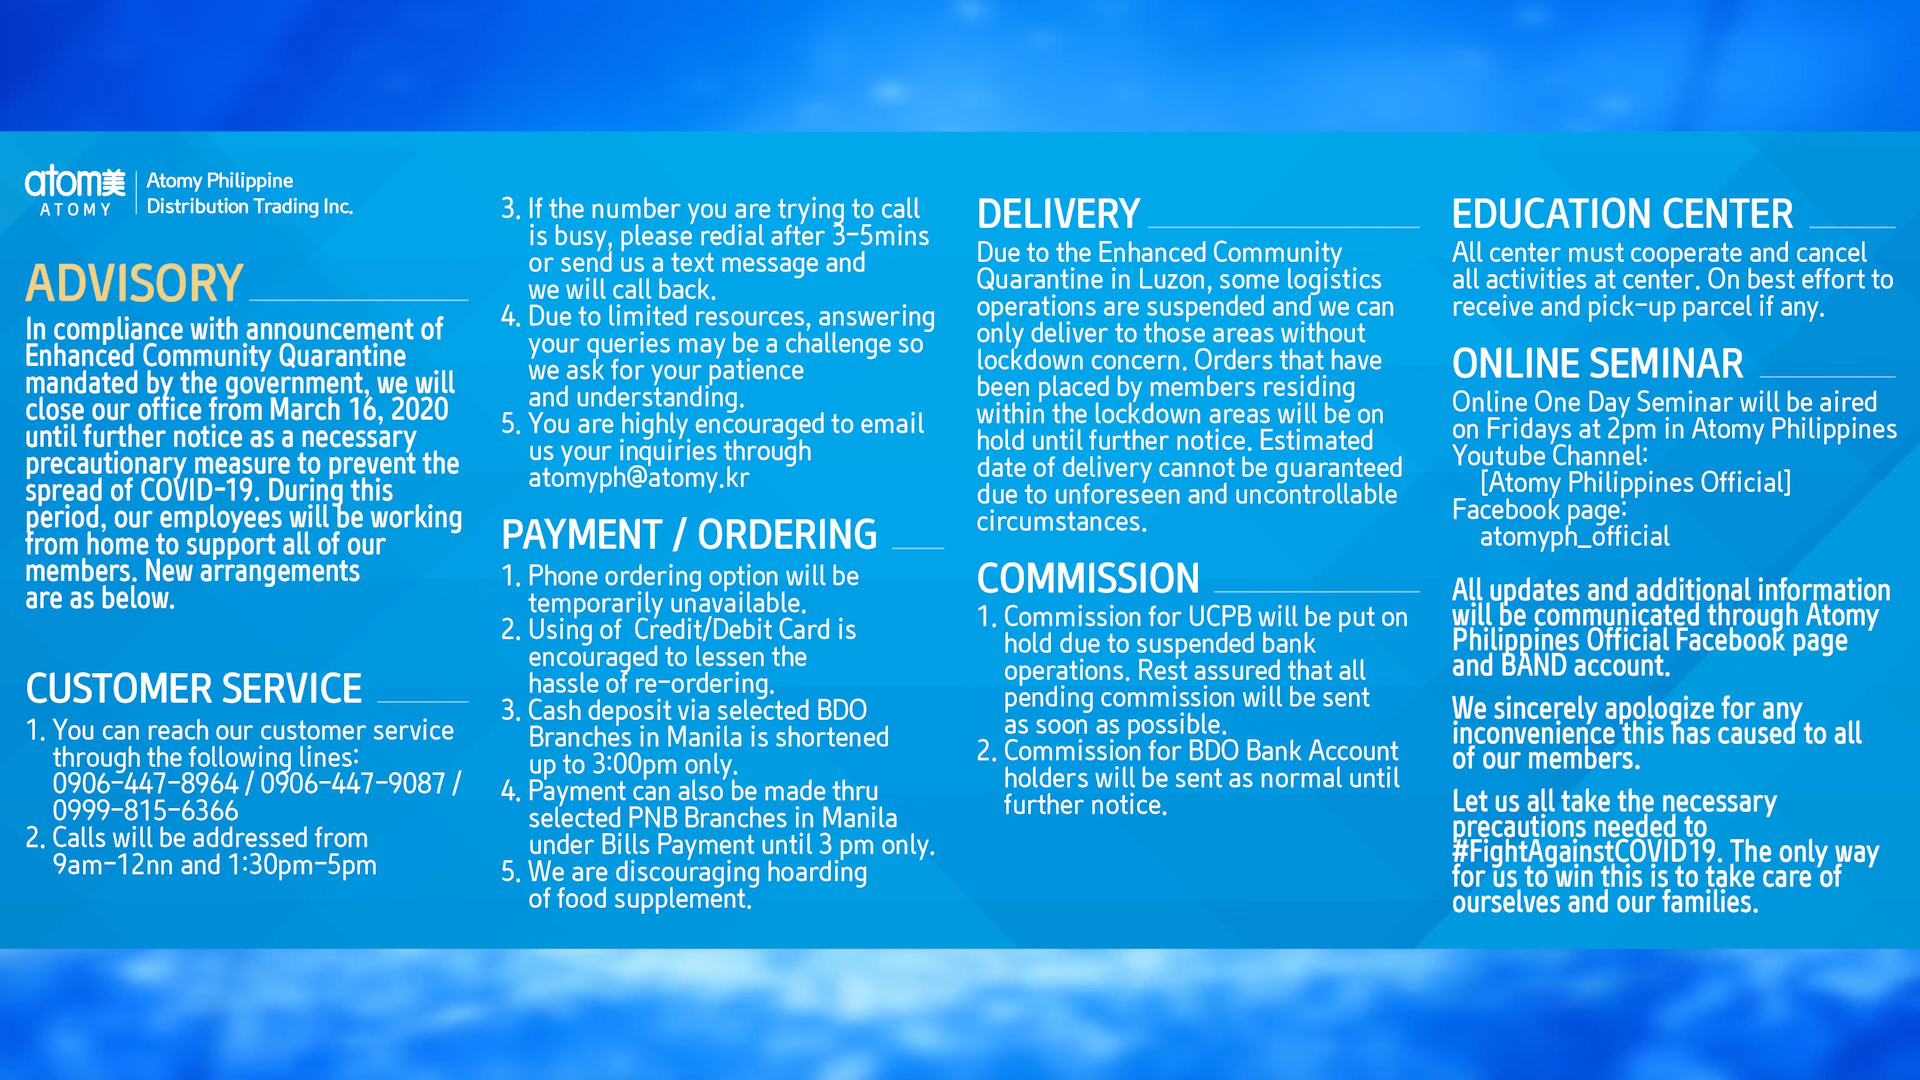 atom美
ATOMY
Atomy Philippine
Distribution Trading Inc.
ADVISORY
In compliance with announcement of
Enhanced Community Quarantine
mandated by the government, we will
close our office from March 16, 2020
until further notice as a necessary
precautionary measure to prevent the
spread of COVID-19. During this
period, our employees will be working
from home to support all of our
members. New arrangements
are as below.
CUSTOMER SERVICE
1. You can reach our customer service
through the following lines:
0906-447-8964 / 0906-447-9087 /
0999-815-6366
2. Calls will be addressed from
9am-12nn and 1:30pm-5pm
3. If the number you are trying to call
is busy, please redial after 3-5mins
or send us a text message and
we will call back.
4. Due to limited resources, answering
your queries may be a challenge so
we ask for your patience
and understanding.
5. You are highly encouraged to email
us your inquiries through
atomyph@atomy.kr
PAYMENT / ORDERING
1. Phone ordering option will be
temporarily unavailable.
2. Using of Credit/Debit Card is
encouraged to lessen the
hassle of re-ordering.
3. Cash deposit via selected BDO
Branches in Manila is shortened
up to 3:00pm only.
4. Payment can also be made thru
selected PNB Branches in Manila
under Bills Payment until 3 pm only.
5. We are discouraging hoarding
of food supplement.
DELIVERY
Due to the Enhanced Community
Quarantine in Luzon, some logistics
operations are suspended and we can
only deliver to those areas without
lockdown concern. Orders that have
been placed by members residing
within the lockdown areas will be on
hold until further notice. Estimated
date of delivery cannot be guaranteed
due to unforeseen and uncontrollable
circumstances.
COMMISSION
1. Commission for UCPB will be put on
hold due to suspended bank
operations. Rest assured that all
pending commission will be sent
as soon as possible.
2. Commission for BDO Bank Account
holders will be sent as normal until
further notice.
EDUCATION CENTER
All center must cooperate and cancel
all activities at center. On best effort to
receive and pick-up parcel if any.
ONLINE SEMINAR
Online One Day Seminar will be aired
on Fridays at 2pm in Atomy Philippines
Youtube Channel:
[Atomy Philippines Official]
Facebook page:
atomyph_official
All updates and additional information
will be communicated through Atomy
Philippines Official Facebook page
and BAND account.
We sincerely apologize for any
inconvenience this has caused to all
of our members.
Let us all take the necessary
precautions needed to
#FightAgainstCOVID19. The only way
for us to win this is to take care of
ourselves and our families.